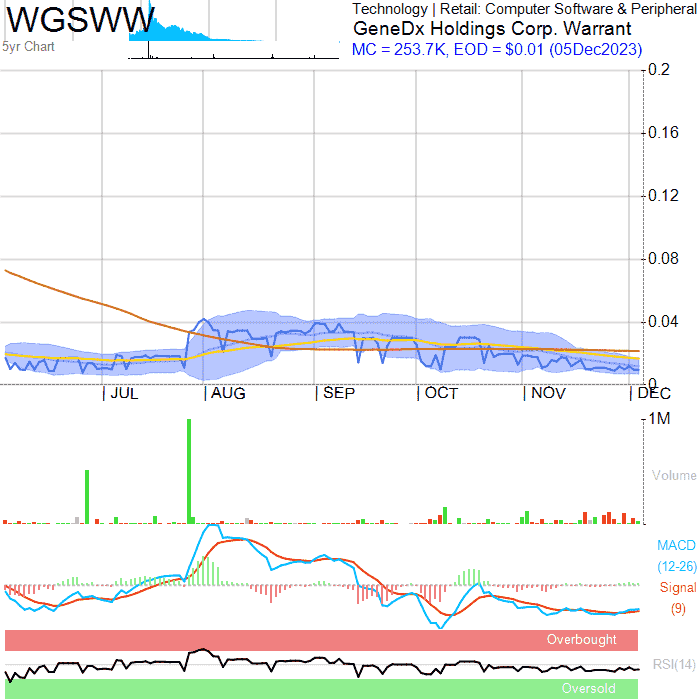 WGSWW
5yr Chart
Technology | Retail: Computer Software & Peripheral
GeneDx Holdings Corp. Warrant
MC = 253.7K, EOD = $0.01 (05Dec2023)
0.2
0.16
0.12
0.08
0.04
0
JUL AUG SEP OCT NOV DEC
1M
Volume
MACD
(12-26)
Signal
(9)
Overbought
RSI(14)
Oversold